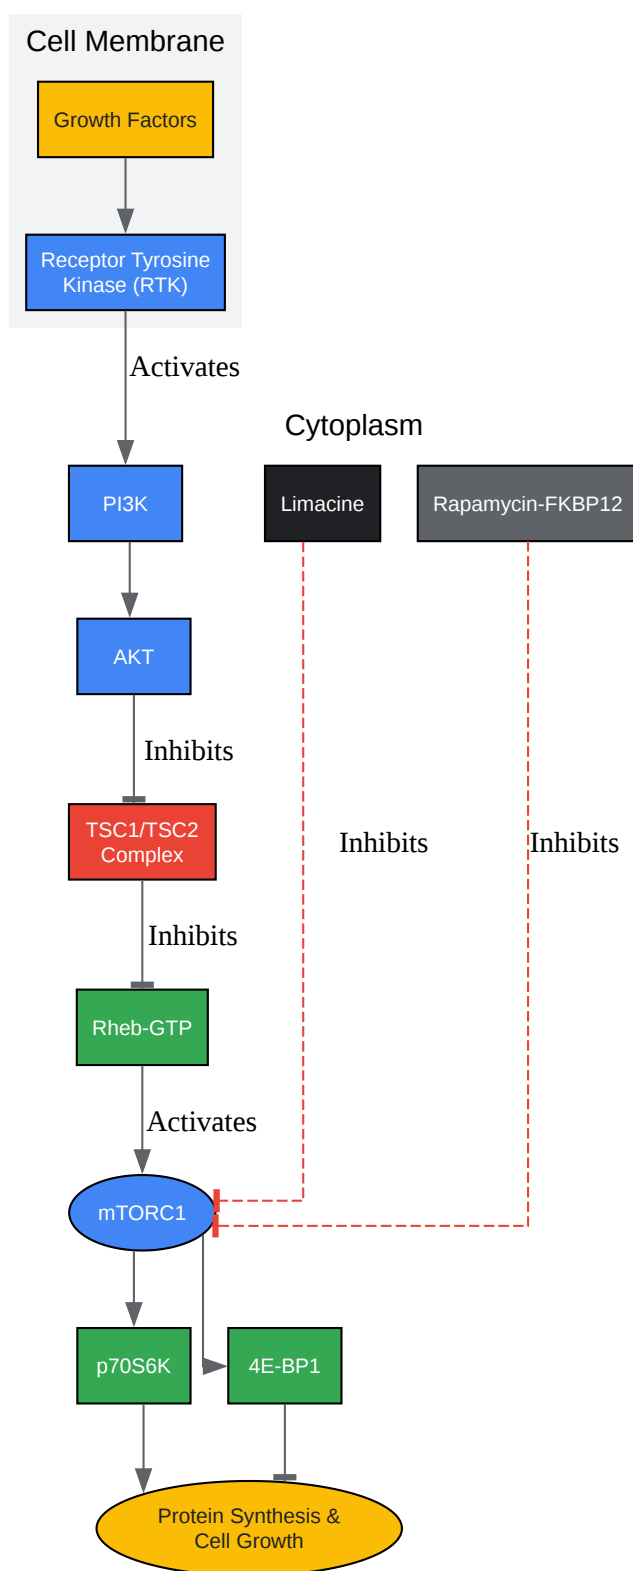 Cell Membrane
Growth Factors
Receptor Tyrosine
Kinase (RTK)
Activates
Cytoplasm
PI3K
Limacine
Rapamycin-FKBP12
AKT
Inhibits
TSC1/TSC2
Complex
Inhibits
Inhibits
Inhibits
Rheb-GTP
Activates
mTORC1
p70S6K
4E-BP1
Protein Synthesis &
Cell Growth